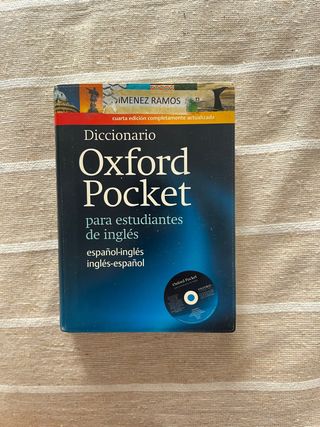 JIMENEZ RAMOS
cuarta edición completamente actualizada
Diccionario
Oxford
Pocket
para estudiantes
de inglés
español-inglés
inglés-español
Oxford Pocket